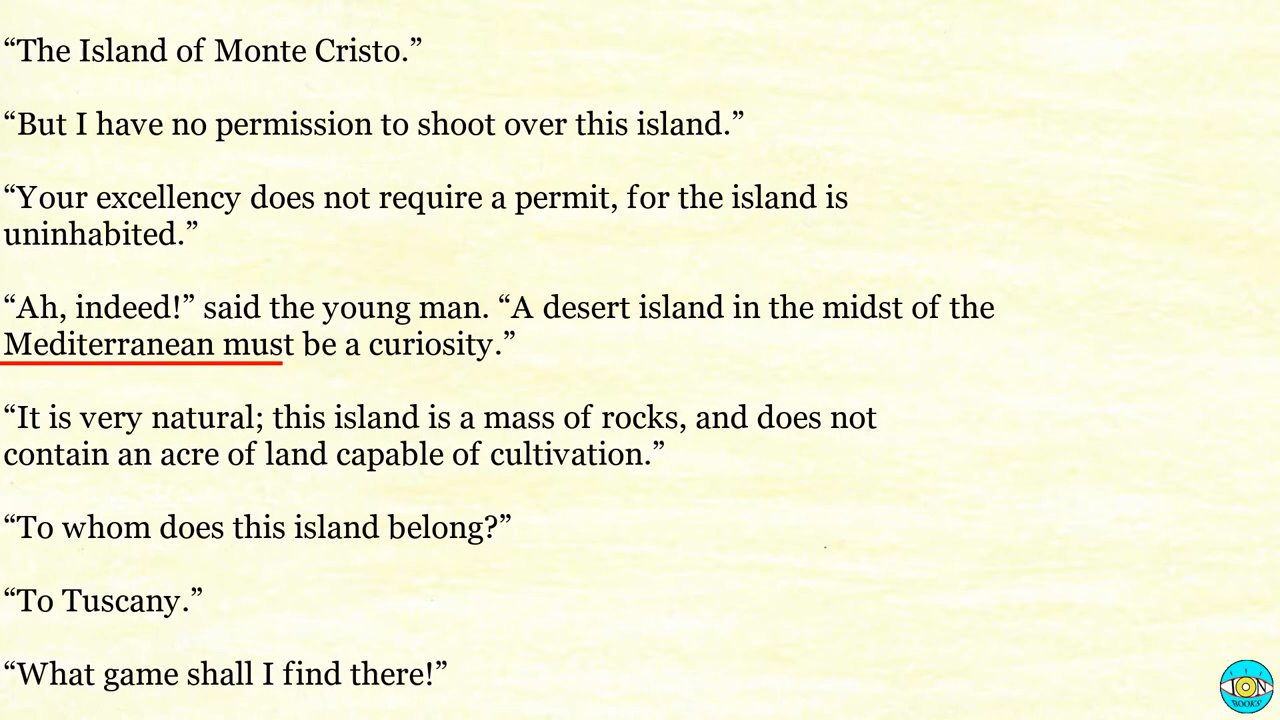 “The Island of Monte Cristo.”
“But I have no permission to shoot over this island.”
“Your excellency does not require a permit, for the island is
uninhabited.”
“Ah, indeed!” said the young man. “A desert island in the midst of the
Mediterranean must be a curiosity.”
“It is very natural; this island is a mass of rocks, and does not
contain an acre of land capable of cultivation.”
“To whom does this island belong?”
“To Tuscany.”
“What game shall I find there!”
ION
BOOKS